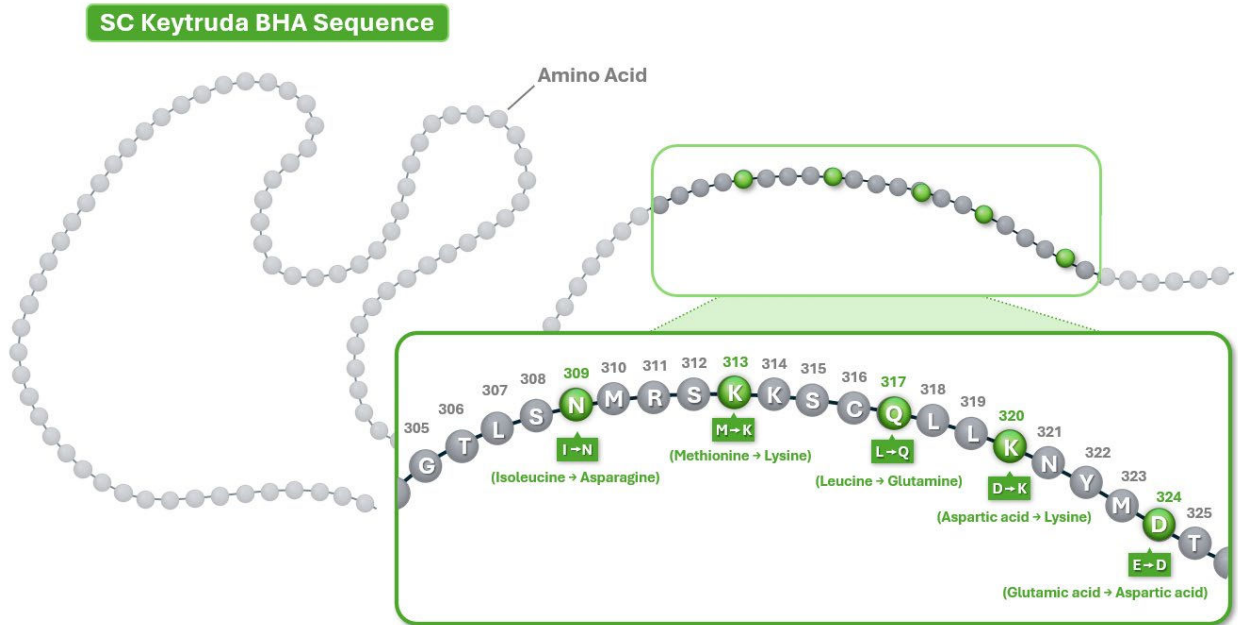 SC Keytruda BHA Sequence
Amino Acid
305 306 307 308 309 310 311 312 313 314 315 316 317 318 319 320 321 322 323 324 325
G T L S N M R S K K S C Q L L K N Y M D T
I→N
(Isoleucine → Asparagine)
M→K
(Methionine → Lysine)
L→Q
(Leucine → Glutamine)
D→K
(Aspartic acid → Lysine)
E→D
(Glutamic acid → Aspartic acid)